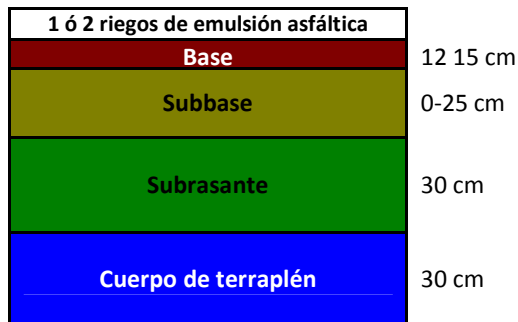 1 ó 2 riegos de emulsión asfáltica
Base 12 15 cm
Subbase 0-25 cm
Subrasante 30 cm
Cuerpo de terraplén 30 cm